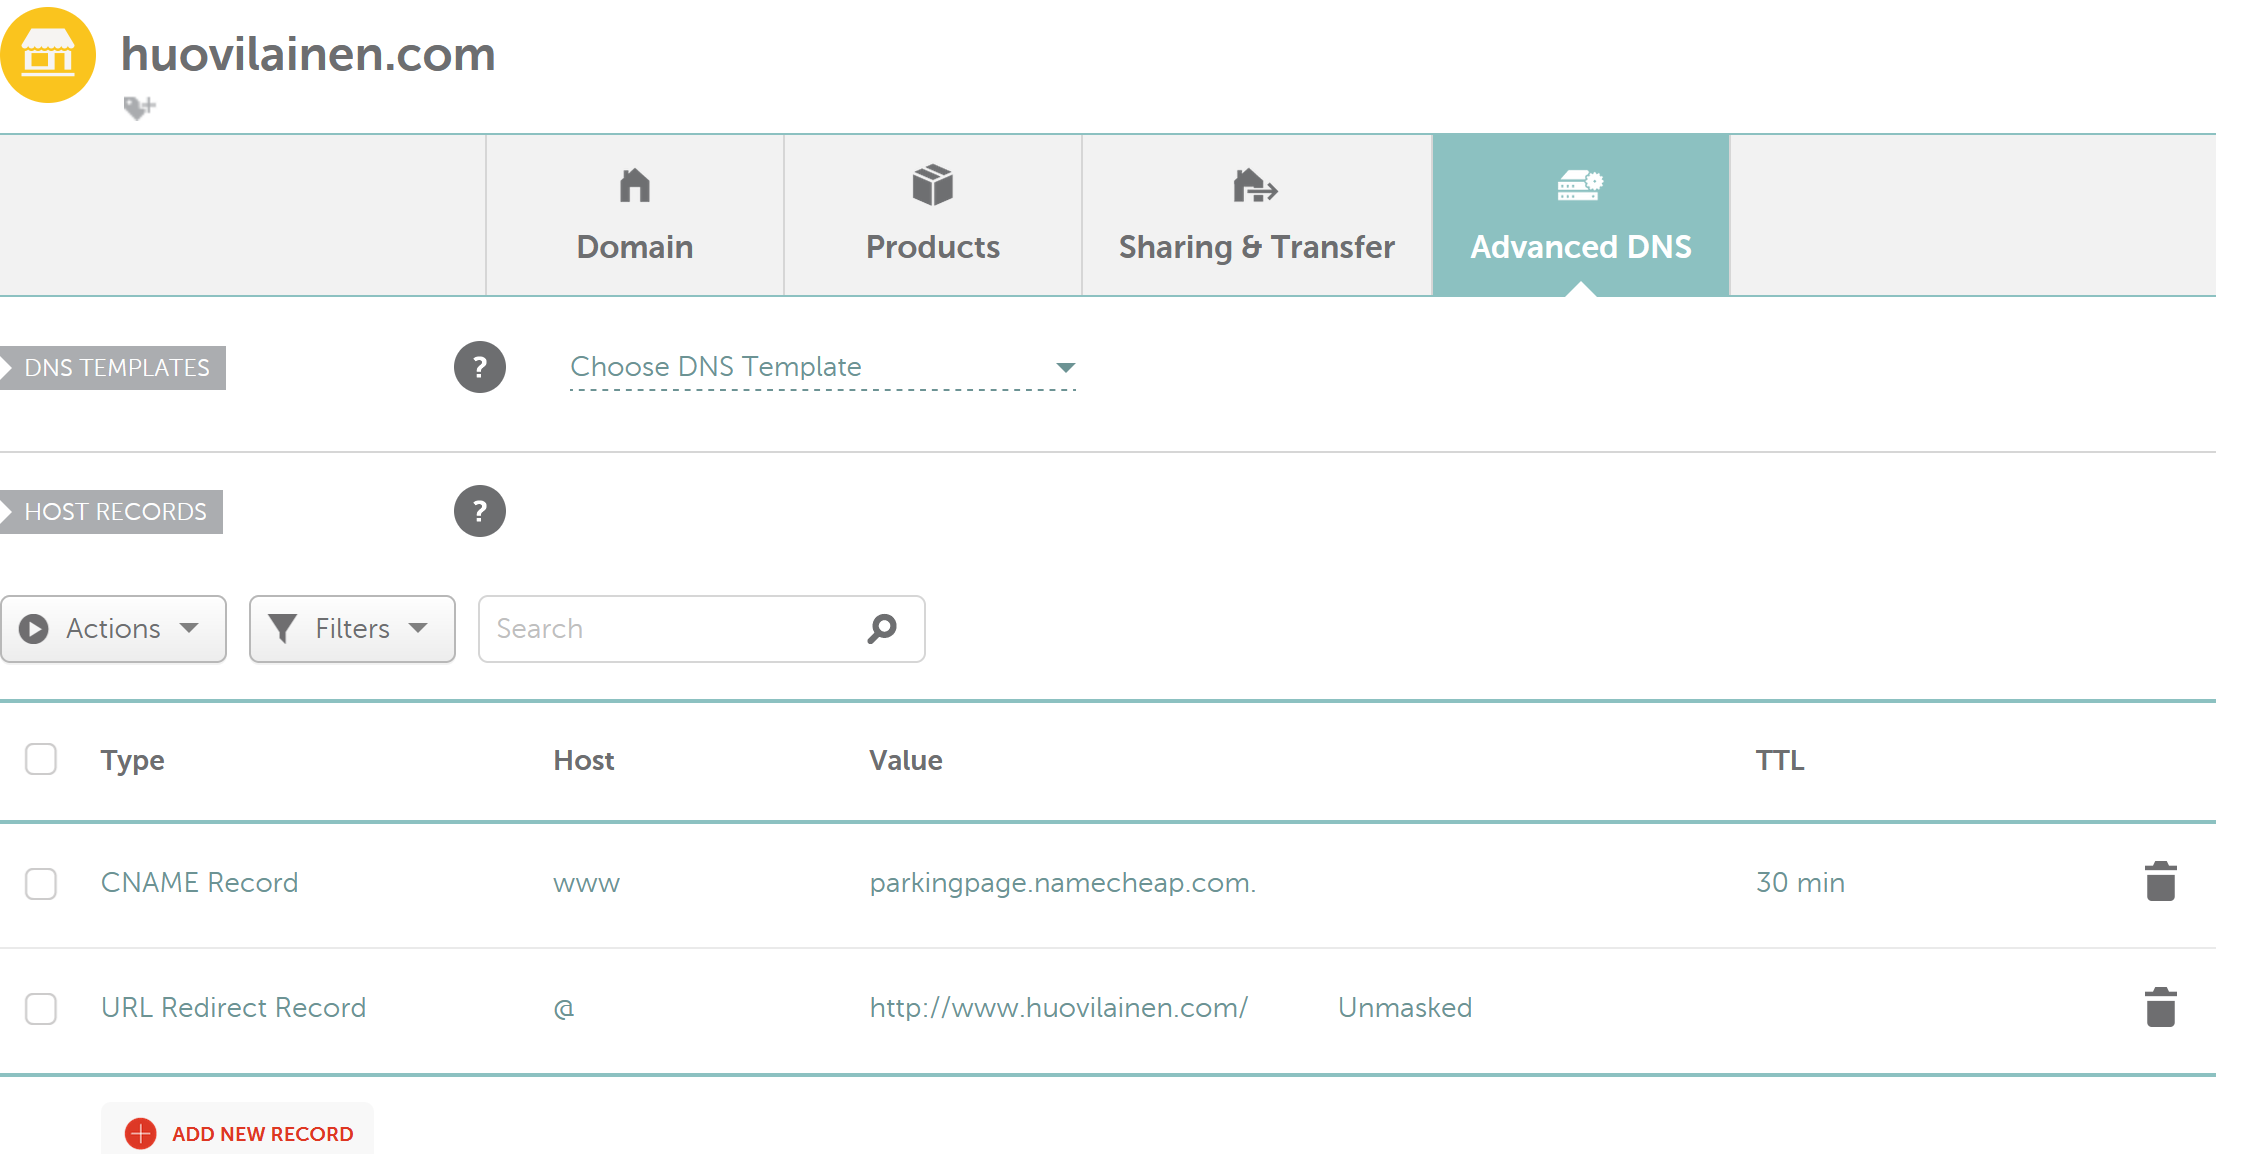 huovilainen.com
Domain
Products
Sharing & Transfer
Advanced DNS
DNS TEMPLATES
?
Choose DNS Template
HOST RECORDS
?
Actions
Filters
Search
Type Host Value TTL
CNAME Record www parkingpage.namecheap.com. 30 min
URL Redirect Record @ http://www.huovilainen.com/ Unmasked
ADD NEW RECORD